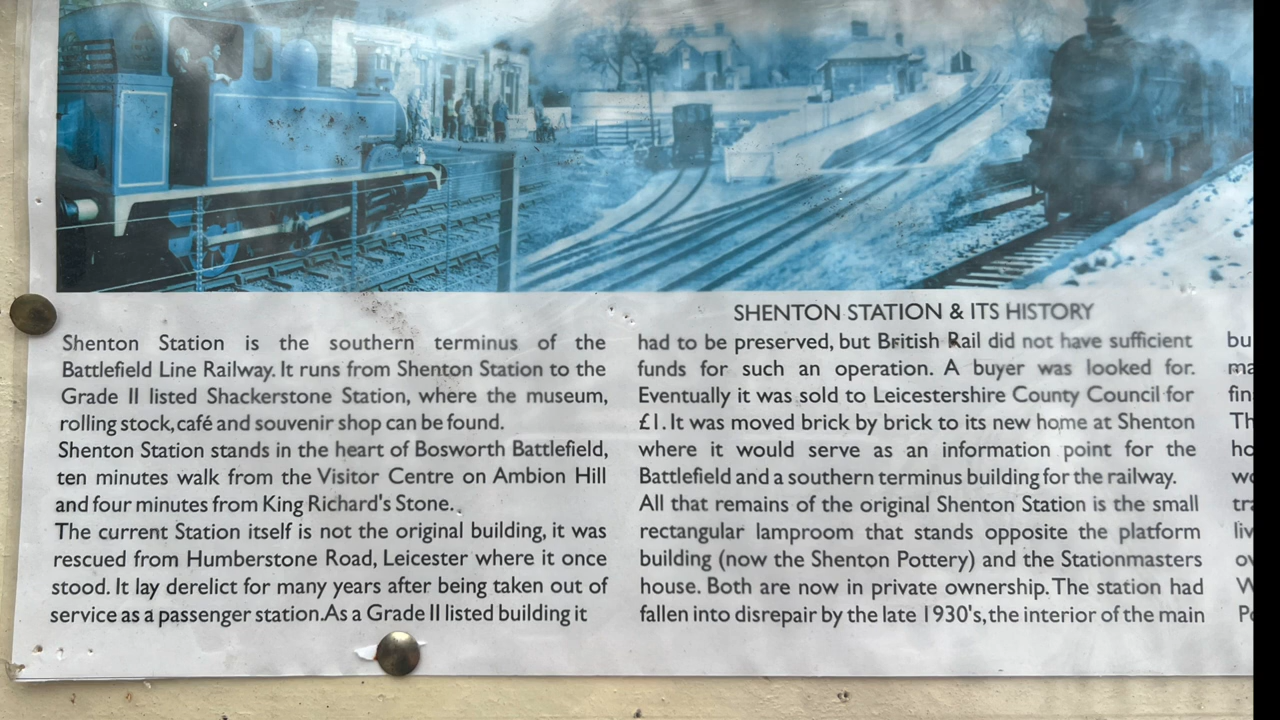 SHENTON STATION & ITS HISTORY
Shenton Station is the southern terminus of the
Battlefield Line Railway. It runs from Shenton Station to the
Grade II listed Shackerstone Station, where the museum,
rolling stock, café and souvenir shop can be found.
Shenton Station stands in the heart of Bosworth Battlefield,
ten minutes walk from the Visitor Centre on Ambion Hill
and four minutes from King Richard's Stone.
The current Station itself is not the original building, it was
rescued from Humberstone Road, Leicester where it once
stood. It lay derelict for many years after being taken out of
service as a passenger station.As a Grade II listed building it
had to be preserved, but British Rail did not have sufficient
funds for such an operation. A buyer was looked for.
Eventually it was sold to Leicestershire County Council for
£1. It was moved brick by brick to its new home at Shenton
where it would serve as an information point for the
Battlefield and a southern terminus building for the railway.
All that remains of the original Shenton Station is the small
rectangular lamproom that stands opposite the platform
building (now the Shenton Pottery) and the Stationmasters
house. Both are now in private ownership. The station had
fallen into disrepair by the late 1930's, the interior of the main